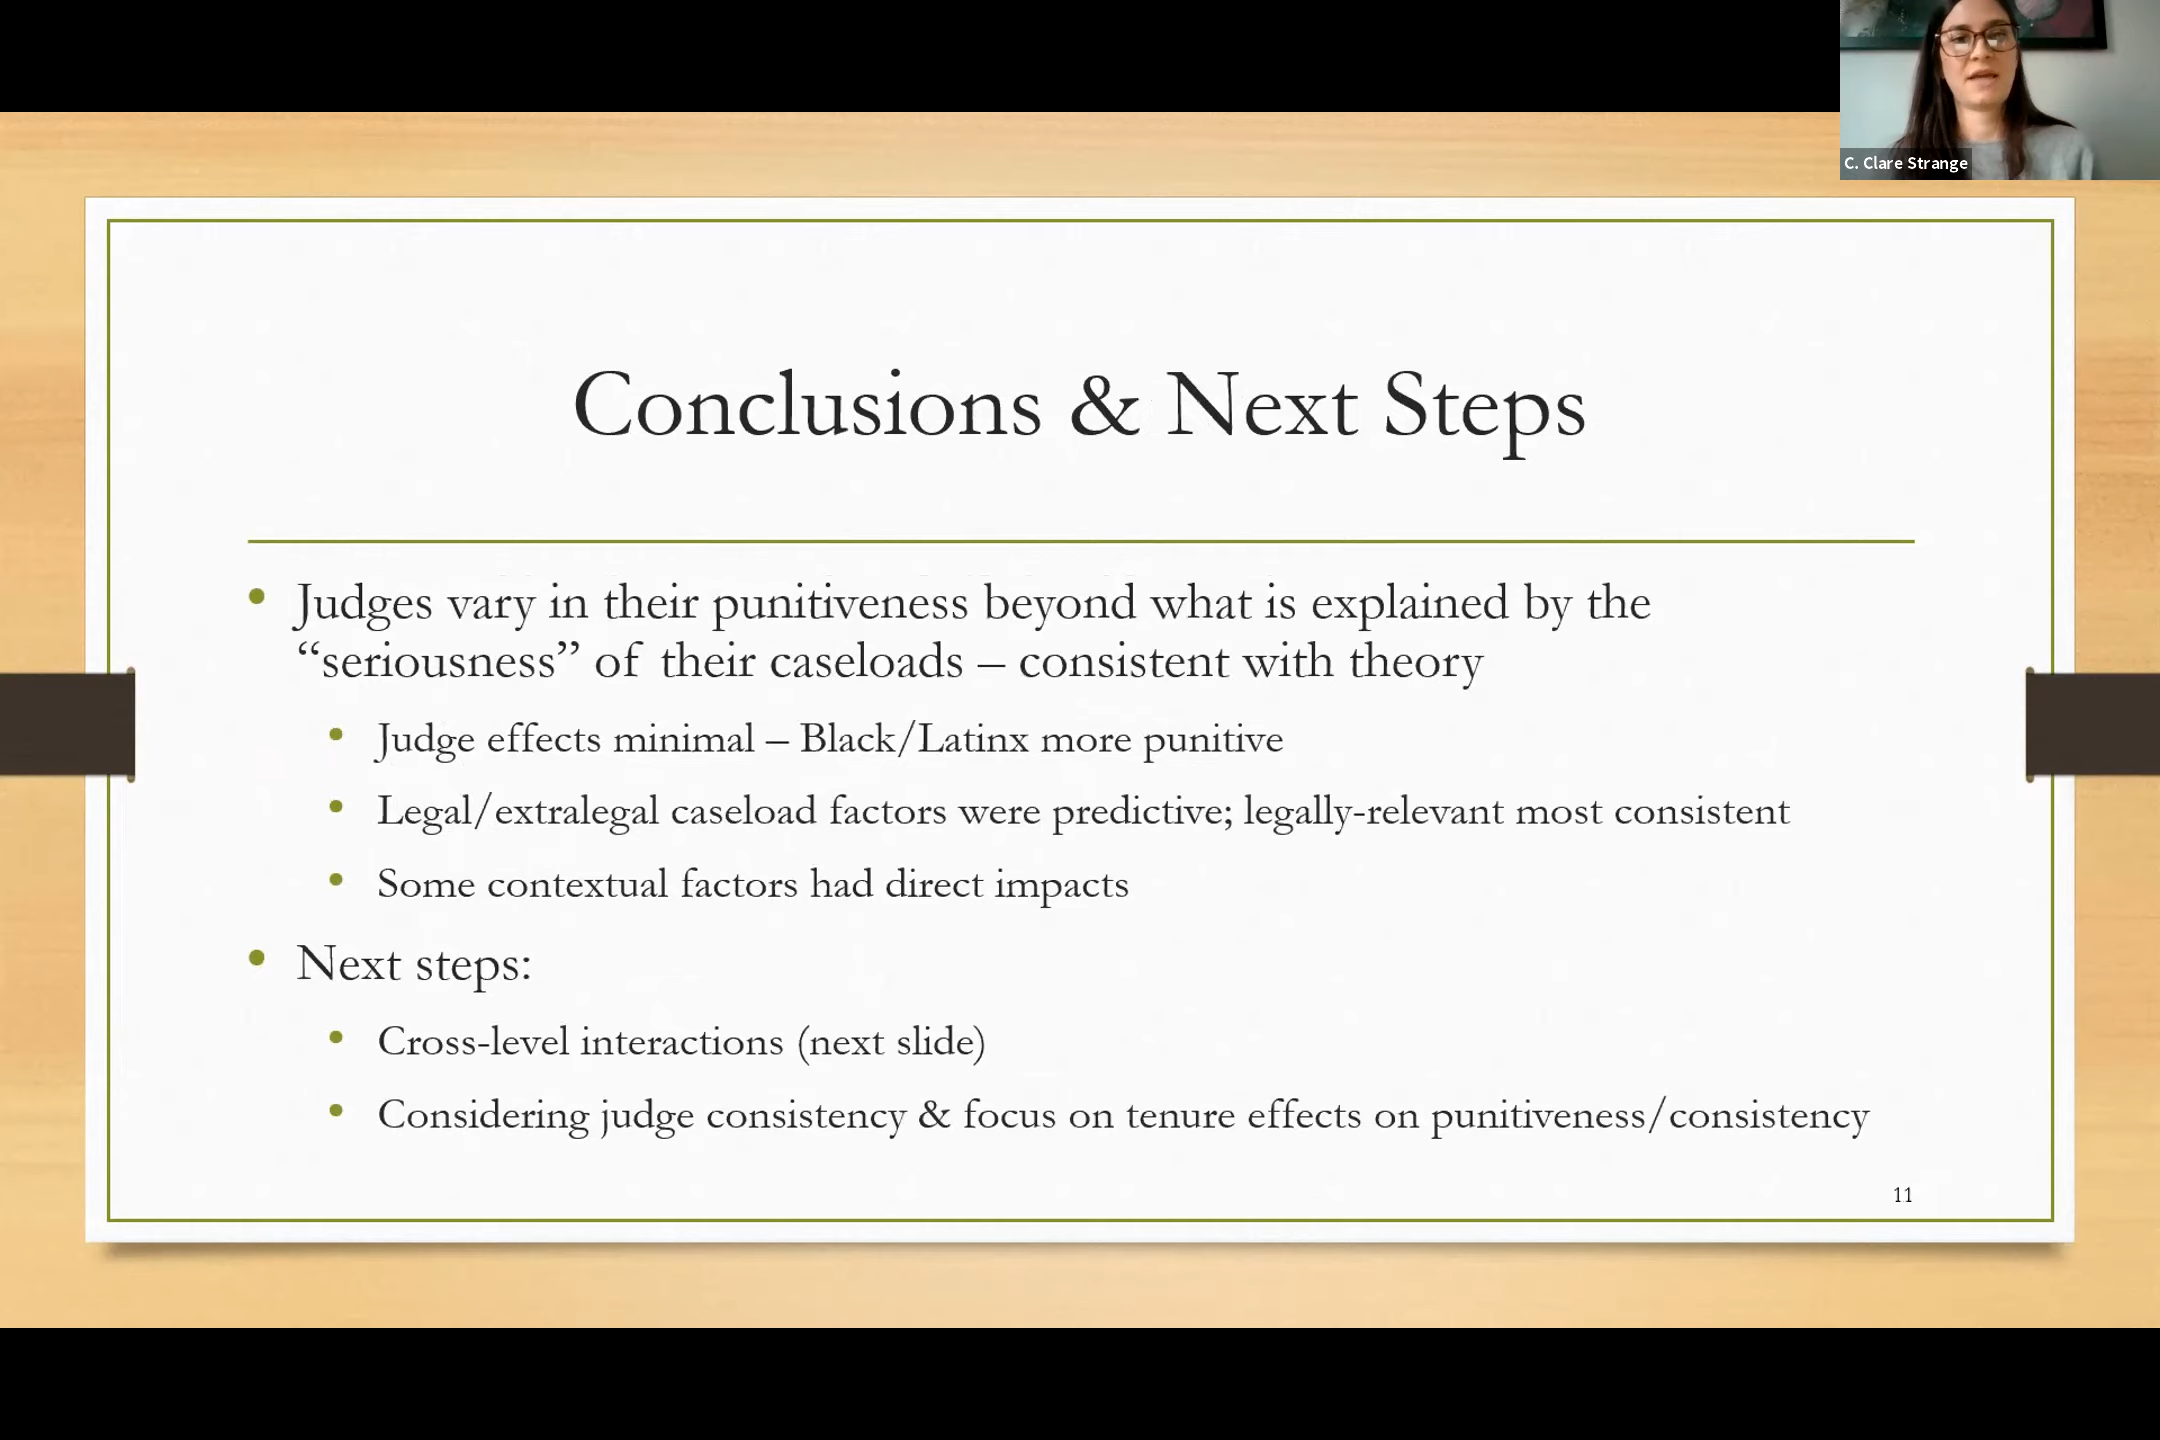 C. Clare Strange
Conclusions & Next Steps
• Judges vary in their punitiveness beyond what is explained by the
“seriousness” of their caseloads – consistent with theory
• Judge effects minimal – Black/Latinx more punitive
• Legal/extralegal caseload factors were predictive; legally-relevant most consistent
• Some contextual factors had direct impacts
• Next steps:
• Cross-level interactions (next slide)
• Considering judge consistency & focus on tenure effects on punitiveness/consistency
11